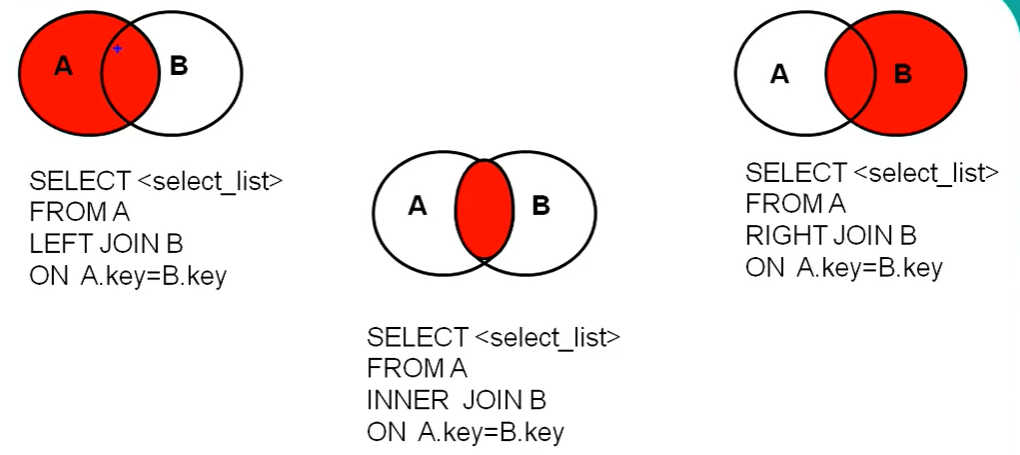 A B
SELECT <select_list>
FROM A
LEFT JOIN B
ON A.key=B.key
A B
SELECT <select_list>
FROM A
INNER JOIN B
ON A.key=B.key
A B
SELECT <select_list>
FROM A
RIGHT JOIN B
ON A.key=B.key